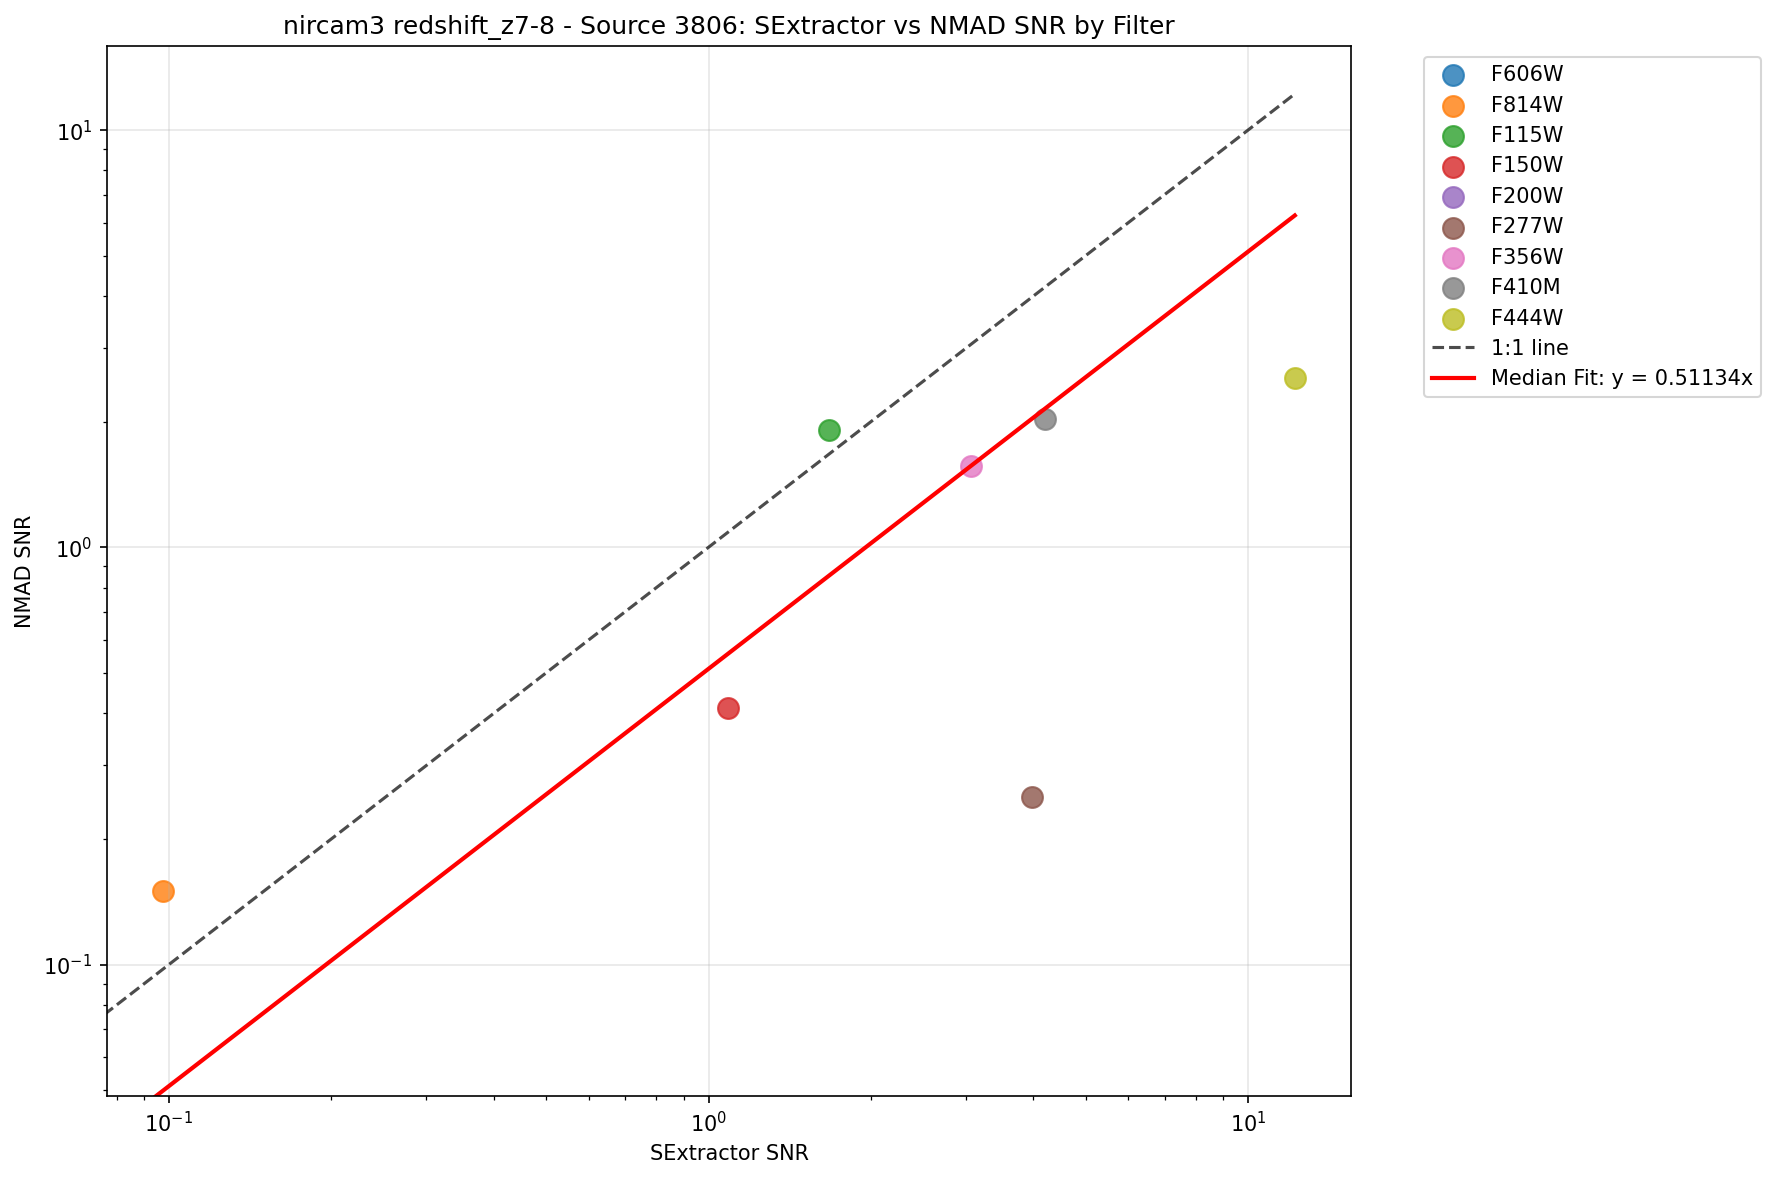 nircam3 redshift_z7-8 - Source 3806: SExtractor vs NMAD SNR by Filter
F606W
F814W
F115W
F150W
F200W
F277W
F356W
F410M
F444W
1:1 line
Median Fit: y = 0.51134x
NMAD SNR
10¹
10⁰
10⁻¹
10⁻¹ 10⁰ 10¹
SExtractor SNR